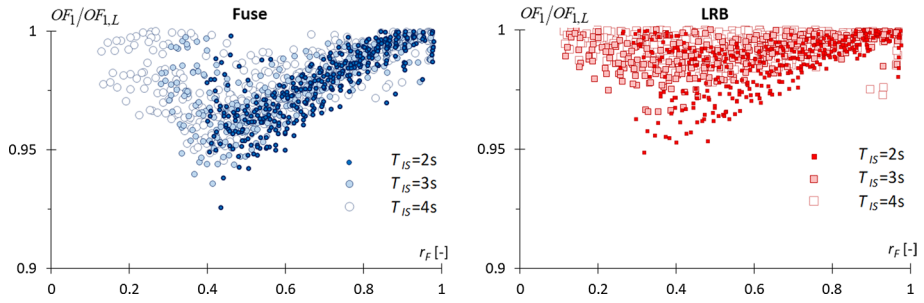 OF1/OF1,L
Fuse
1
0.95
0.9
TIS=2s
TIS=3s
TIS=4s
rF [-]
0 0.2 0.4 0.6 0.8 1
OF1/OF1,L
LRB
1
0.95
0.9
TIS=2s
TIS=3s
TIS=4s
rF [-]
0 0.2 0.4 0.6 0.8 1